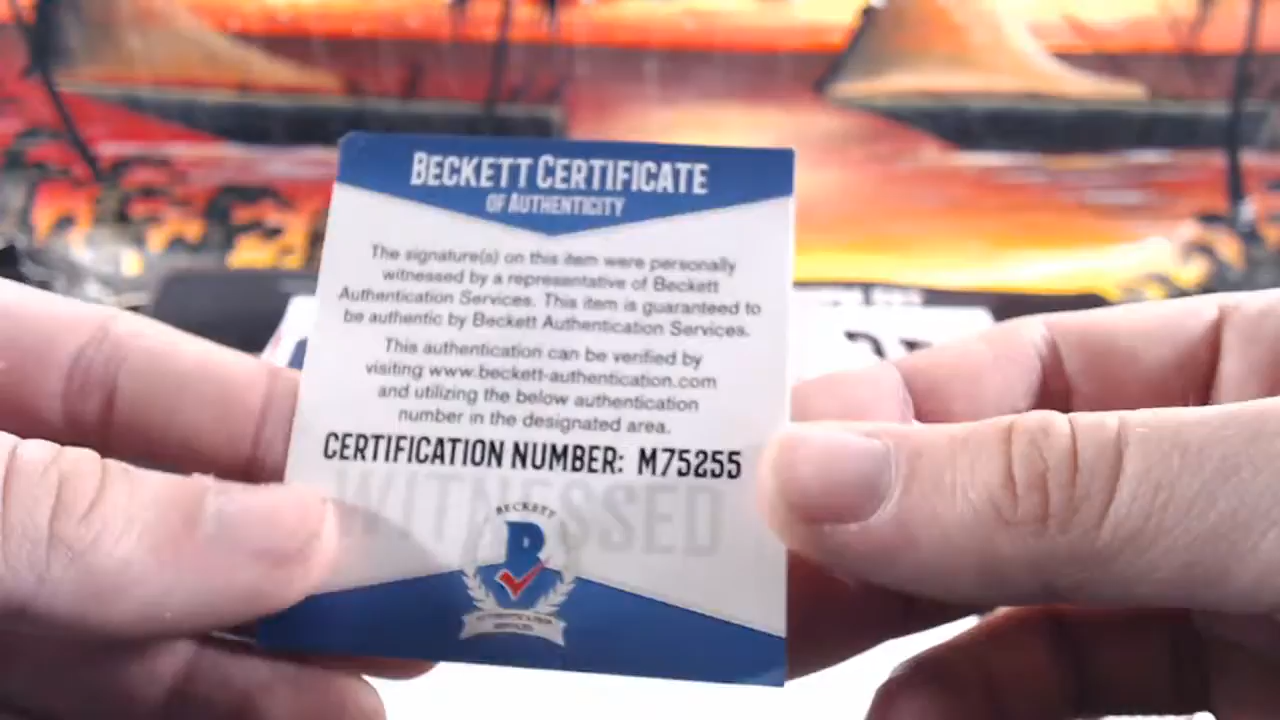 BECKETT CERTIFICATE
OF AUTHENTICITY
The signature(s) on this item were personally
witnessed by a representative of Beckett
Authentication Services. This item is guaranteed to
be authentic by Beckett Authentication Services.
This authentication can be verified by
visiting www.beckett-authentication.com
and utilizing the below authentication
number in the designated area.
CERTIFICATION NUMBER: M75255
WITNESSED
BECKETT
B